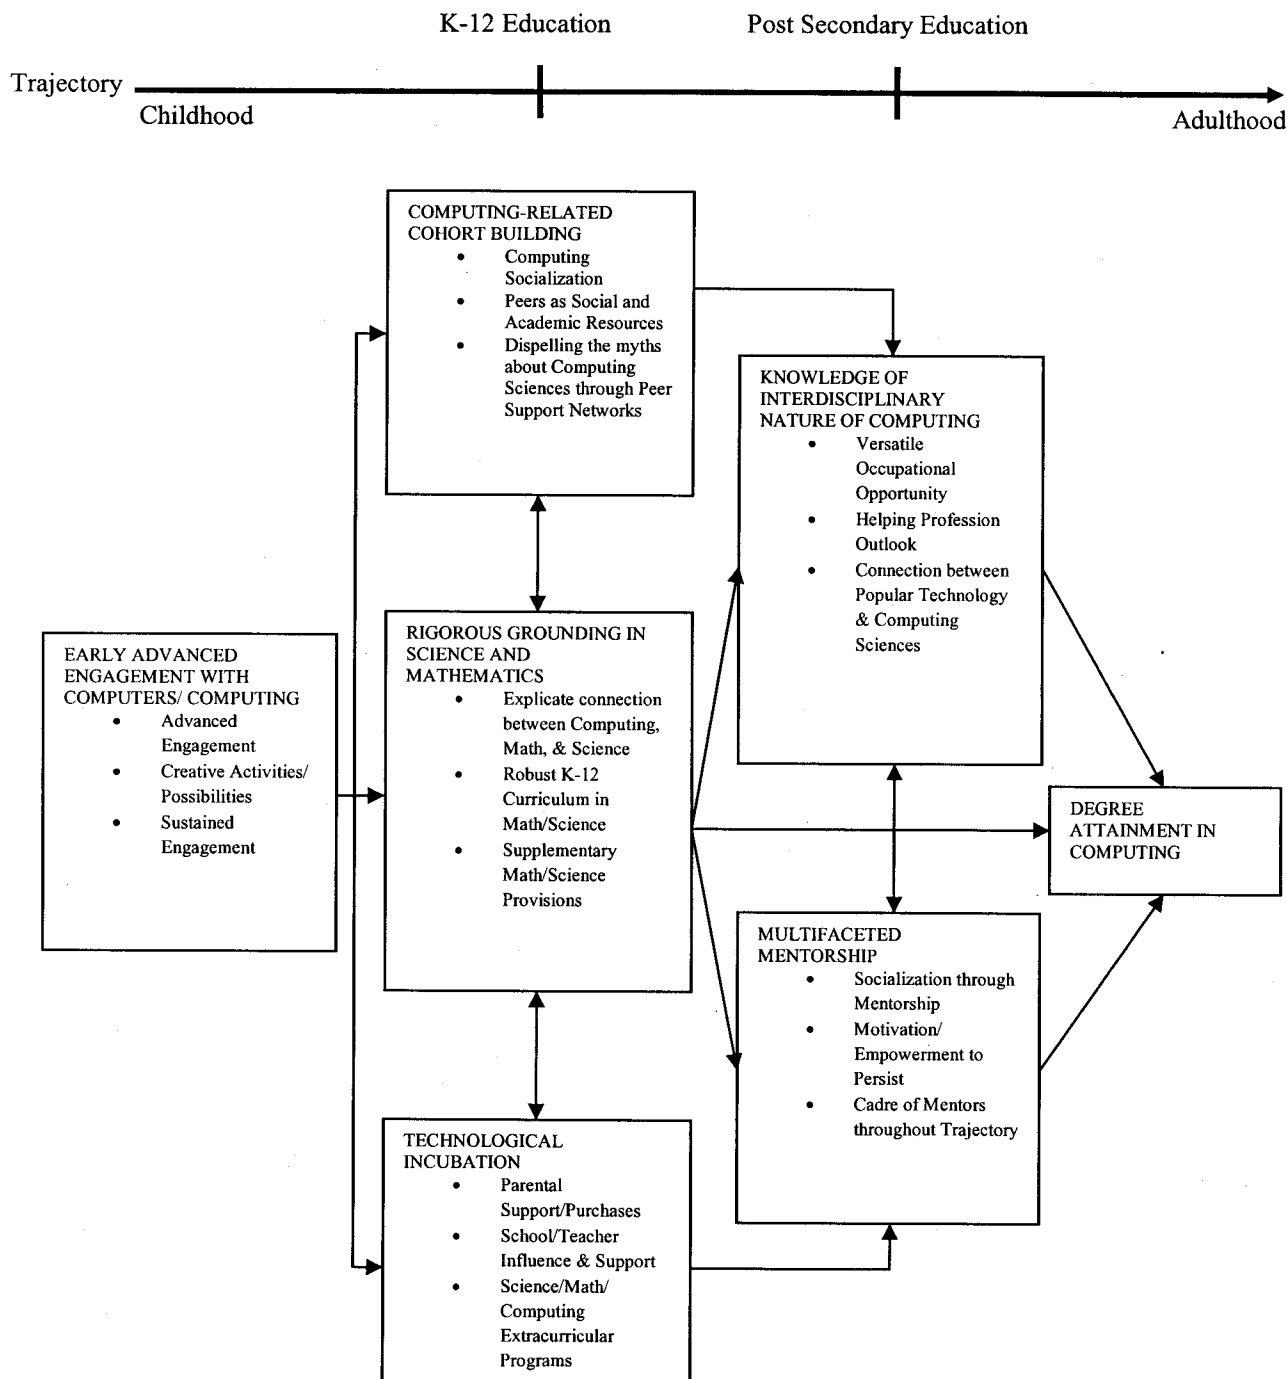 K-12 Education
Post Secondary Education
Trajectory
Childhood
Adulthood
COMPUTING-RELATED
COHORT BUILDING
• Computing
Socialization
• Peers as Social and
Academic Resources
• Dispelling the myths
about Computing
Sciences through Peer
Support Networks
KNOWLEDGE OF
INTERDISCIPLINARY
NATURE OF COMPUTING
• Versatile
Occupational
Opportunity
• Helping Profession
Outlook
• Connection between
Popular Technology
& Computing
Sciences
EARLY ADVANCED
ENGAGEMENT WITH
COMPUTERS/ COMPUTING
• Advanced
Engagement
• Creative Activities/
Possibilities
• Sustained
Engagement
RIGOROUS GROUNDING IN
SCIENCE AND
MATHEMATICS
• Explicate connection
between Computing,
Math, & Science
• Robust K-12
Curriculum in
Math/Science
• Supplementary
Math/Science
Provisions
DEGREE
ATTAINMENT IN
COMPUTING
MULTIFACETED
MENTORSHIP
• Socialization through
Mentorship
• Motivation/
Empowerment to
Persist
• Cadre of Mentors
throughout Trajectory
TECHNOLOGICAL
INCUBATION
• Parental
Support/Purchases
• School/Teacher
Influence & Support
• Science/Math/
Computing
Extracurricular
Programs